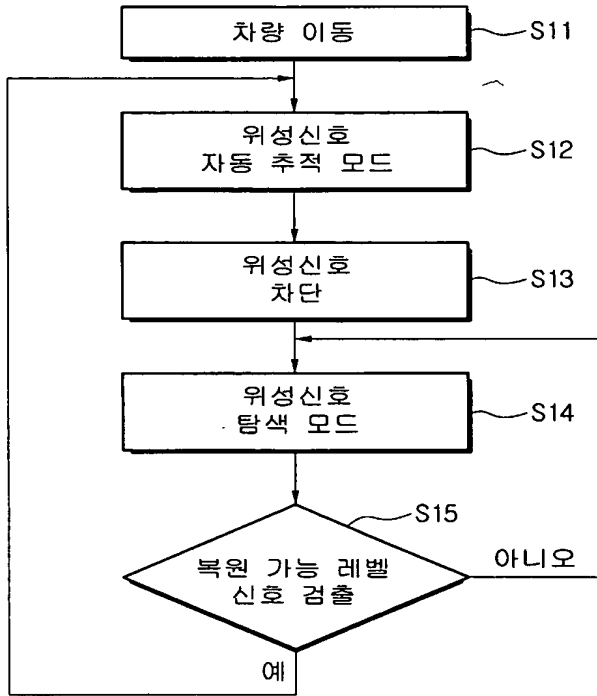 차량 이동
S11
위성신호
자동 추적 모드
S12
위성신호
차단
S13
위성신호
탐색 모드
S14
S15
복원 가능 레벨
신호 검출
아니오
예